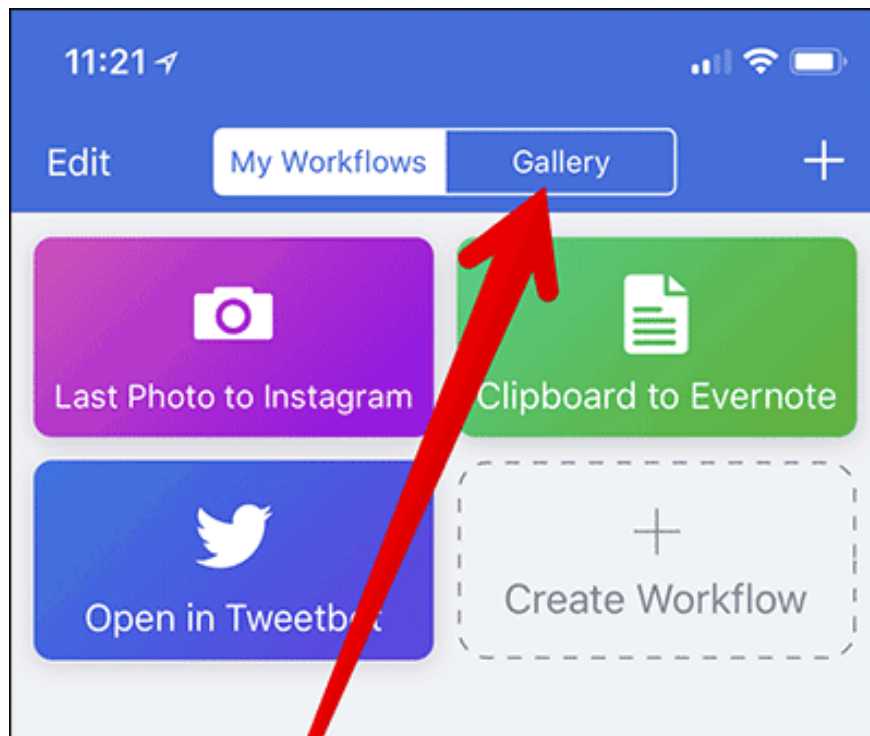 11:21
Edit My Workflows Gallery +
Last Photo to Instagram
Clipboard to Evernote
Open in Tweetbot
+
Create Workflow